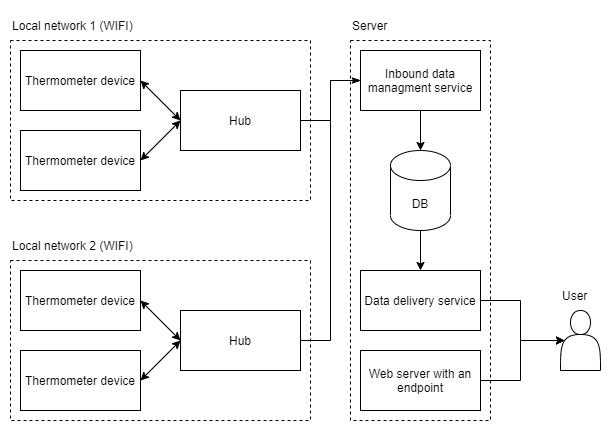 Local network 1 (WIFI)
Server
Thermometer device
Thermometer device
Hub
Inbound data
managment service
DB
Local network 2 (WIFI)
Thermometer device
Thermometer device
Hub
Data delivery service
Web server with an
endpoint
User